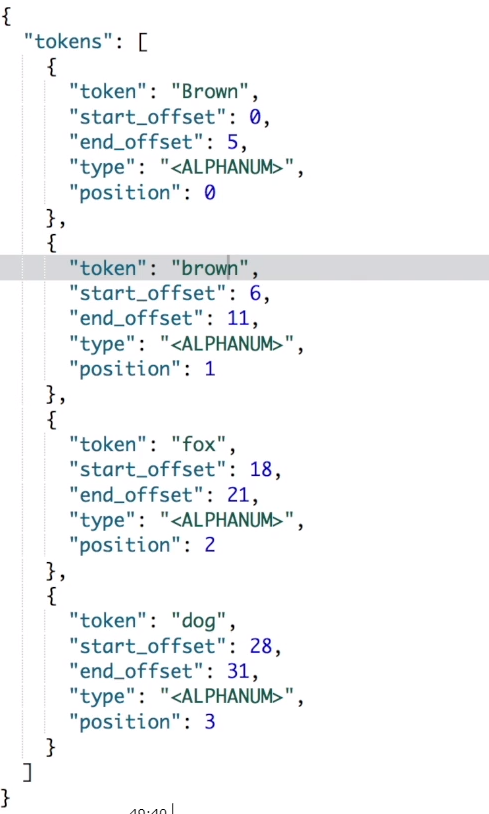 {
  "tokens": [
    {
      "token": "Brown",
      "start_offset": 0,
      "end_offset": 5,
      "type": "<ALPHANUM>",
      "position": 0
    },
    {
      "token": "brown",
      "start_offset": 6,
      "end_offset": 11,
      "type": "<ALPHANUM>",
      "position": 1
    },
    {
      "token": "fox",
      "start_offset": 18,
      "end_offset": 21,
      "type": "<ALPHANUM>",
      "position": 2
    },
    {
      "token": "dog",
      "start_offset": 28,
      "end_offset": 31,
      "type": "<ALPHANUM>",
      "position": 3
    }
  ]
}